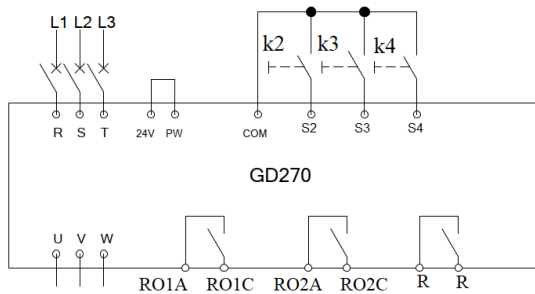 L1 L2 L3
k2 k3 k4
R S T 24V PW COM S2 S3 S4
GD270
U V W
RO1A RO1C RO2A RO2C R R